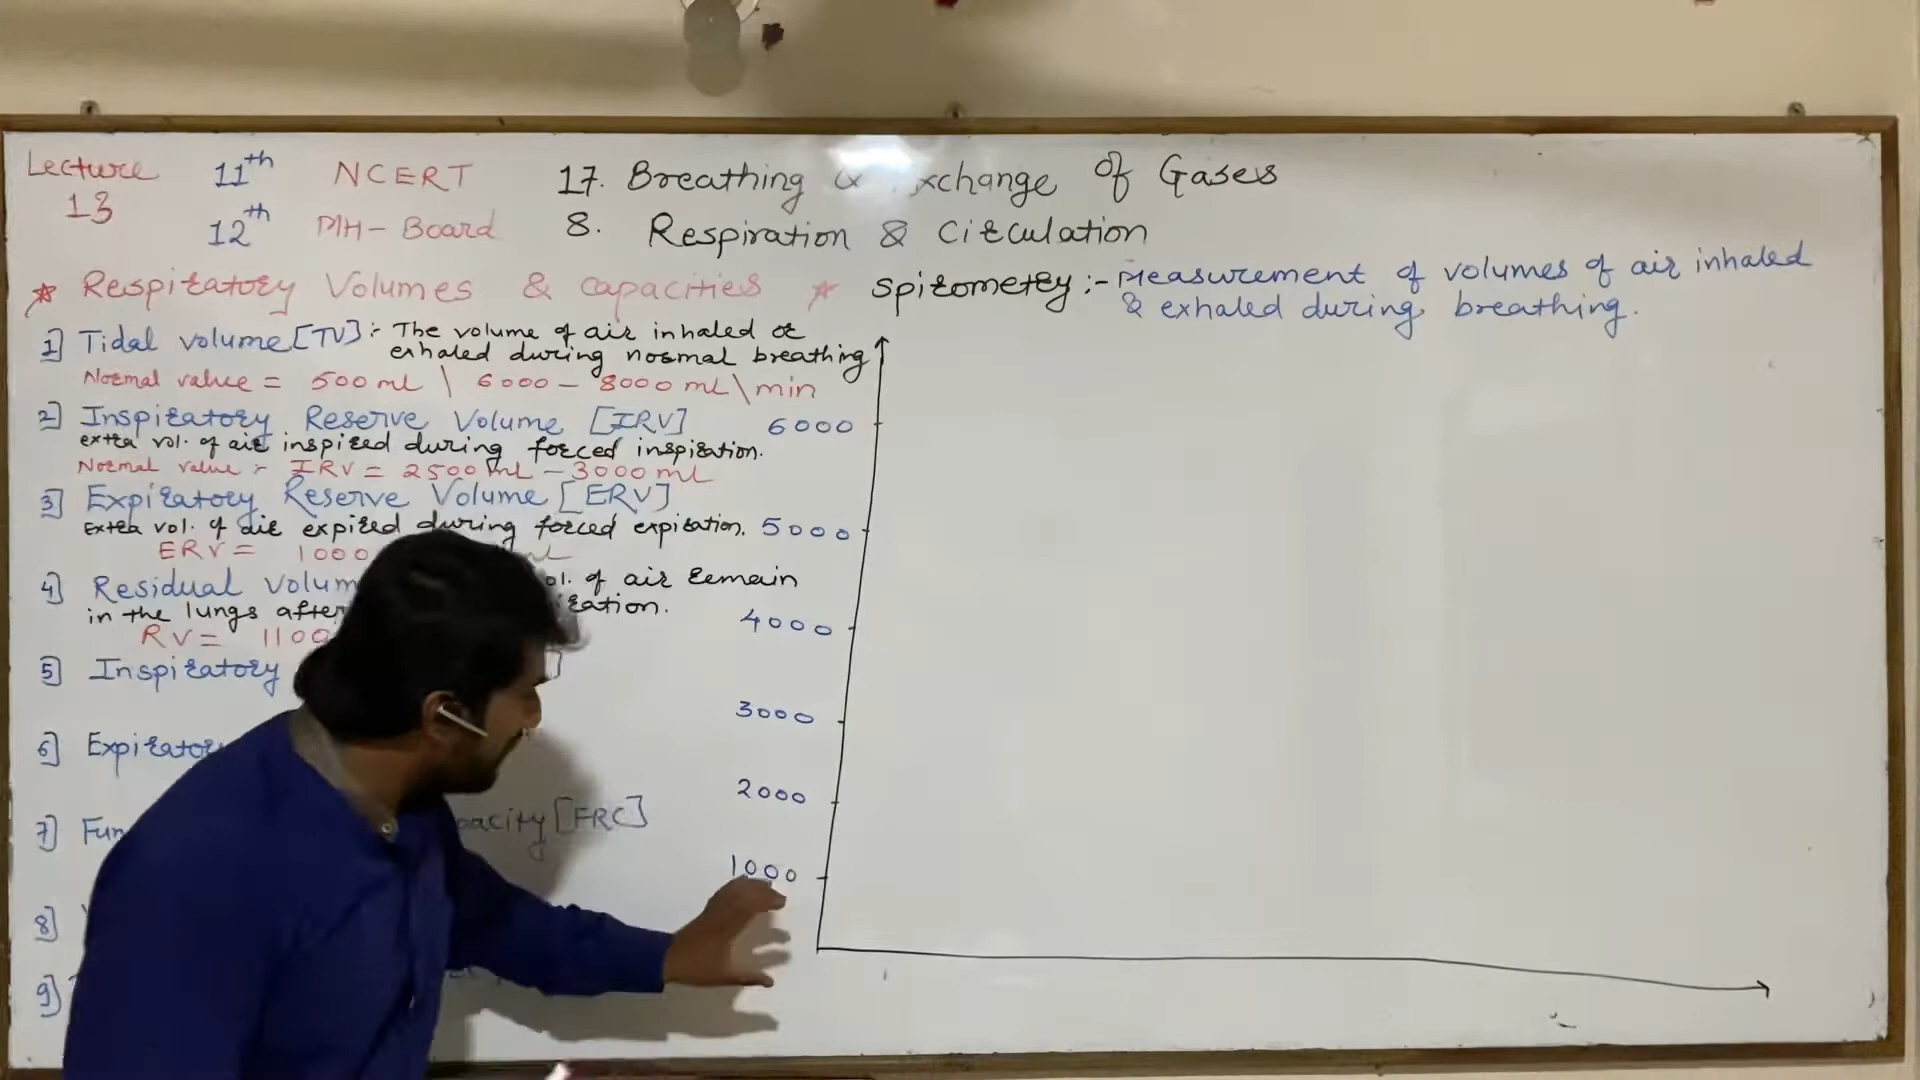 Lecture 13
11th NCERT 17. Breathing & Exchange of Gases
12th MH-Board 8. Respiration & Circulation
Respiratory Volumes & capacities
Spirometry :- Measurement of volumes of air inhaled
& exhaled during breathing.
1] Tidal volume [TV] :- The volume of air inhaled or
exhaled during normal breathing
Normal value = 500 mL \ 6000 - 8000 mL\min
2] Inspiratory Reserve Volume [IRV]
extra vol. of air inspired during forced inspiration.
Normal value :- IRV = 2500 mL - 3000 mL
3] Expiratory Reserve Volume [ERV]
Extra vol. of air expired during forced expiration.
ERV = 1000
4] Residual Volum of air remain
in the lungs after
RV = 1100
5] Inspiratory
6] Expirato
7] Fun pacity [FRC]
8]
9]
6000
5000
4000
3000
2000
1000